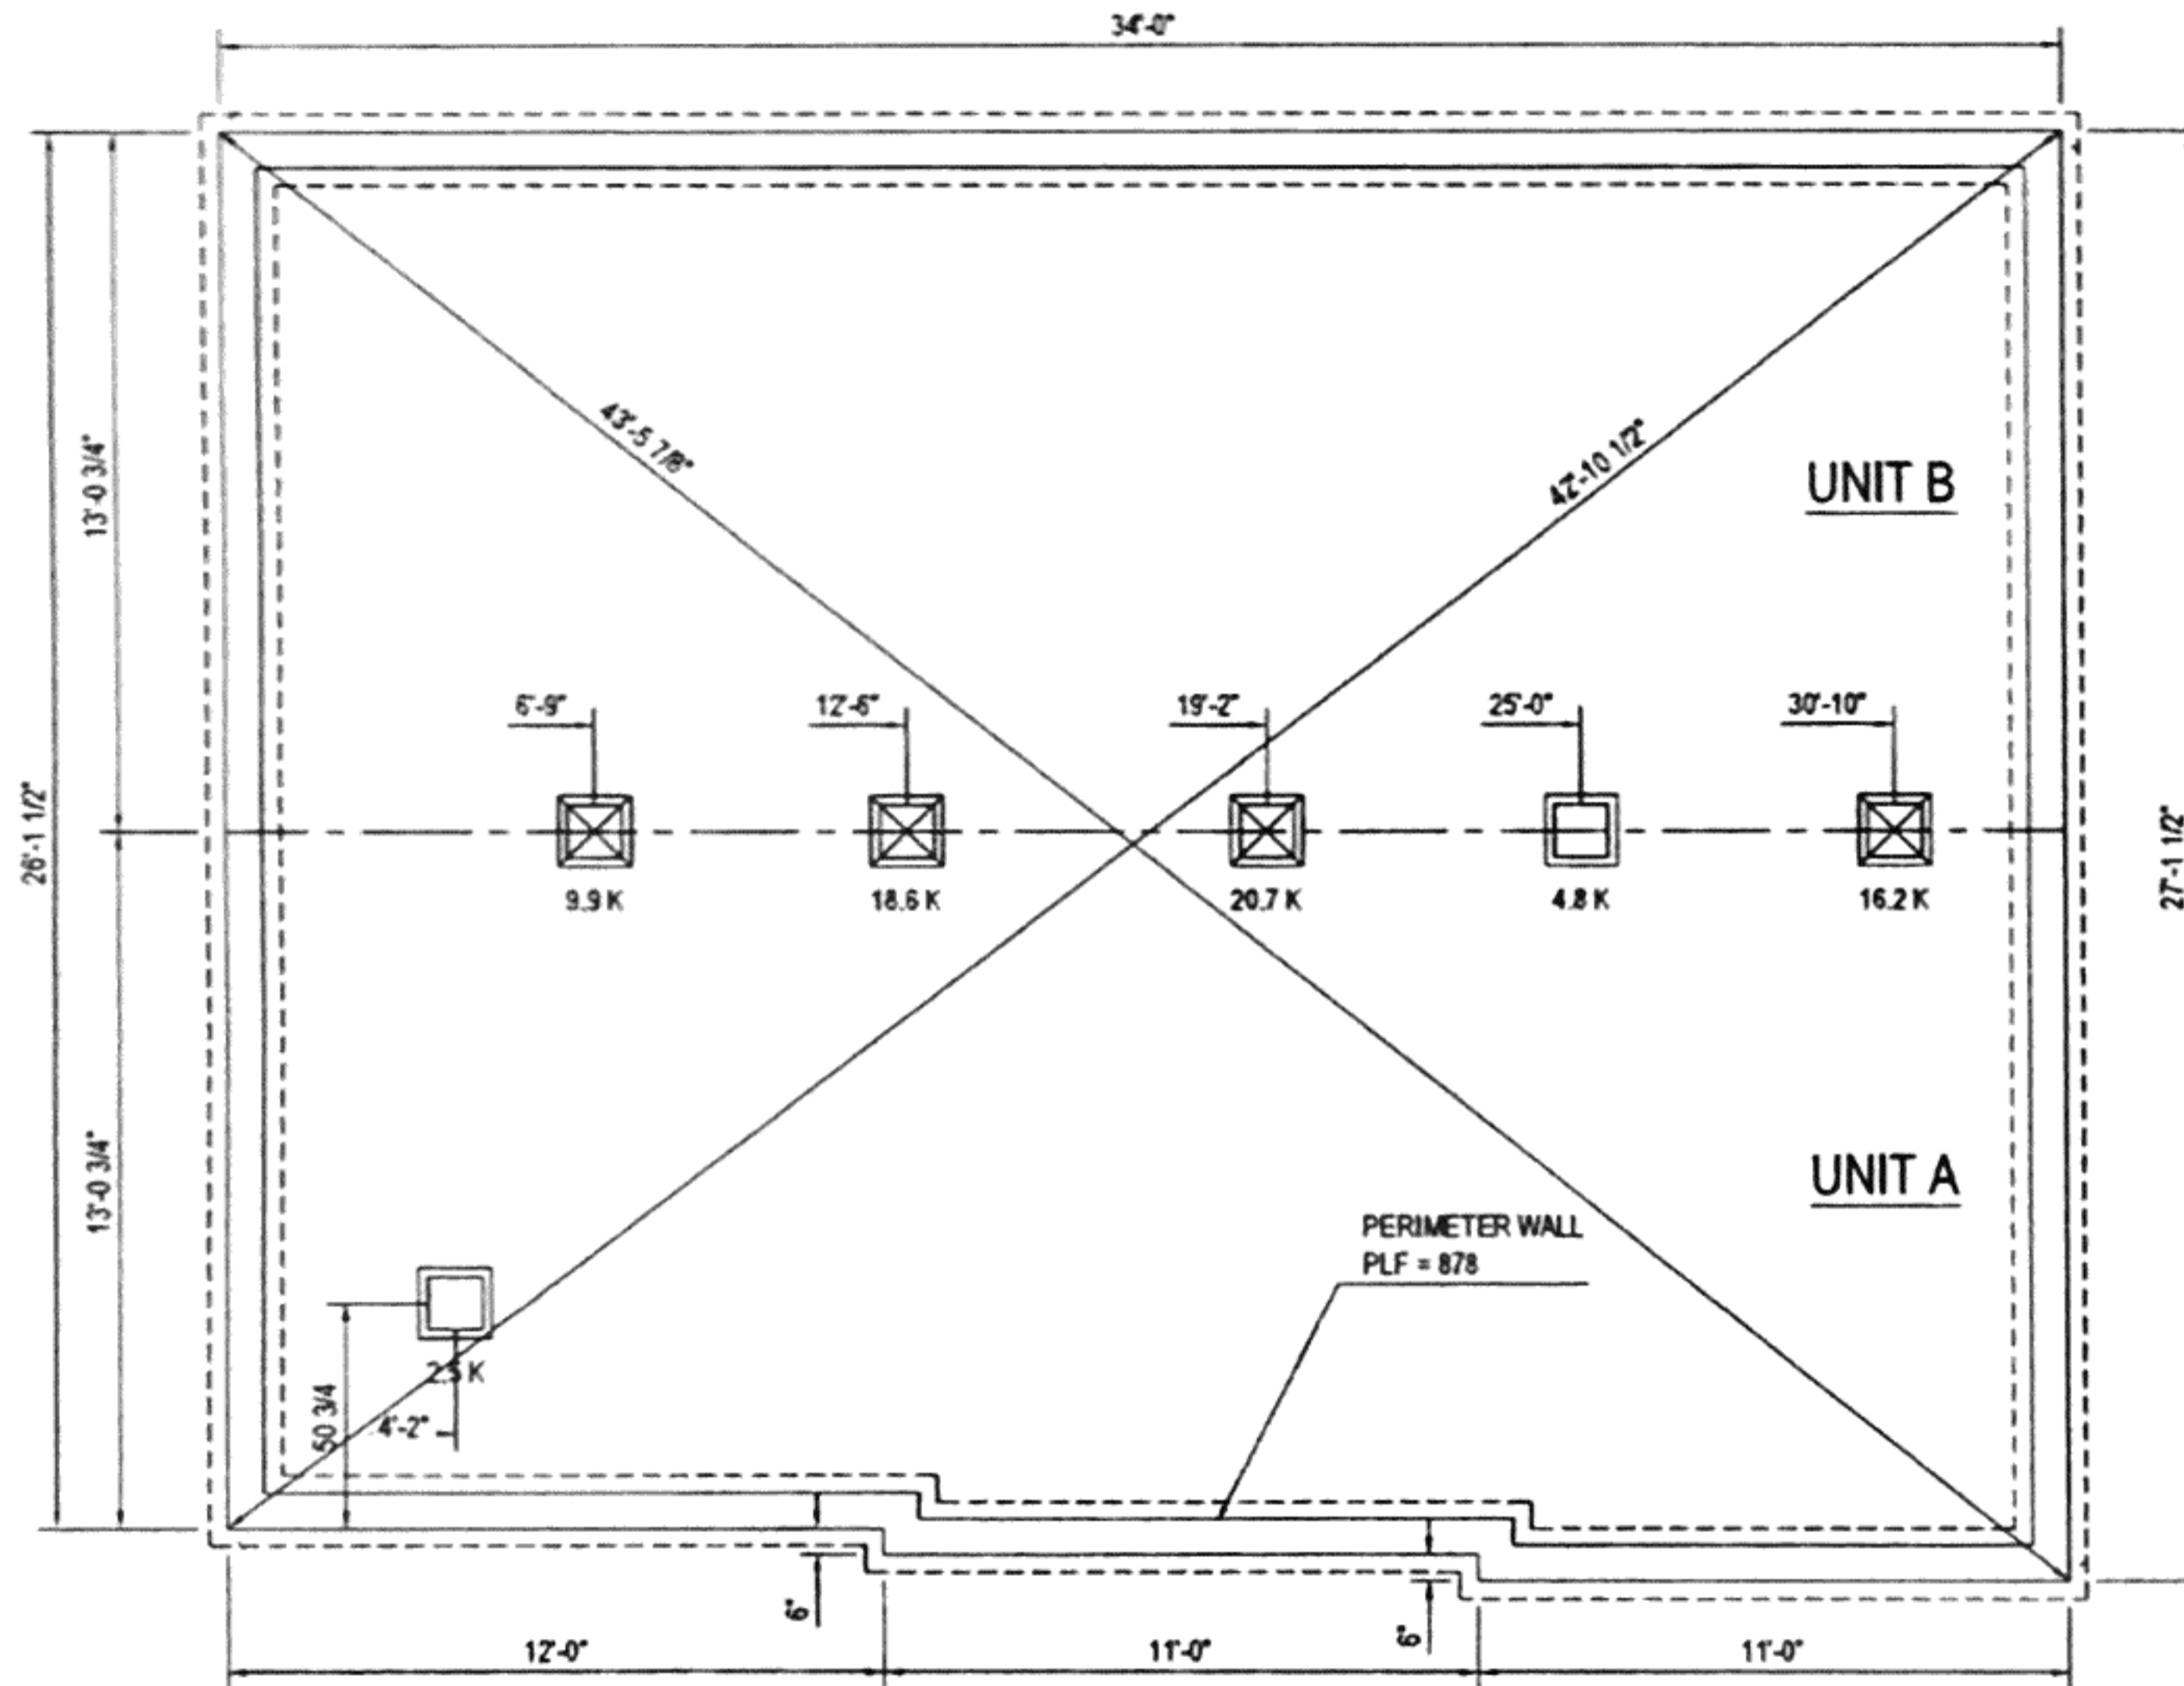 34'-0"
43'-5 7/8"
42'-10 1/2"
UNIT B
13'-0 3/4"
26'-1 1/2"
27'-1 1/2"
6'-9"
12'-6"
19'-2"
25'-0"
30'-10"
9.9 K
18.6 K
20.7 K
4.8 K
16.2 K
13'-0 3/4"
UNIT A
PERIMETER WALL
PLF = 878
2.5 K
50 3/4
4'-2"
6"
6"
12'-0"
11'-0"
11'-0"